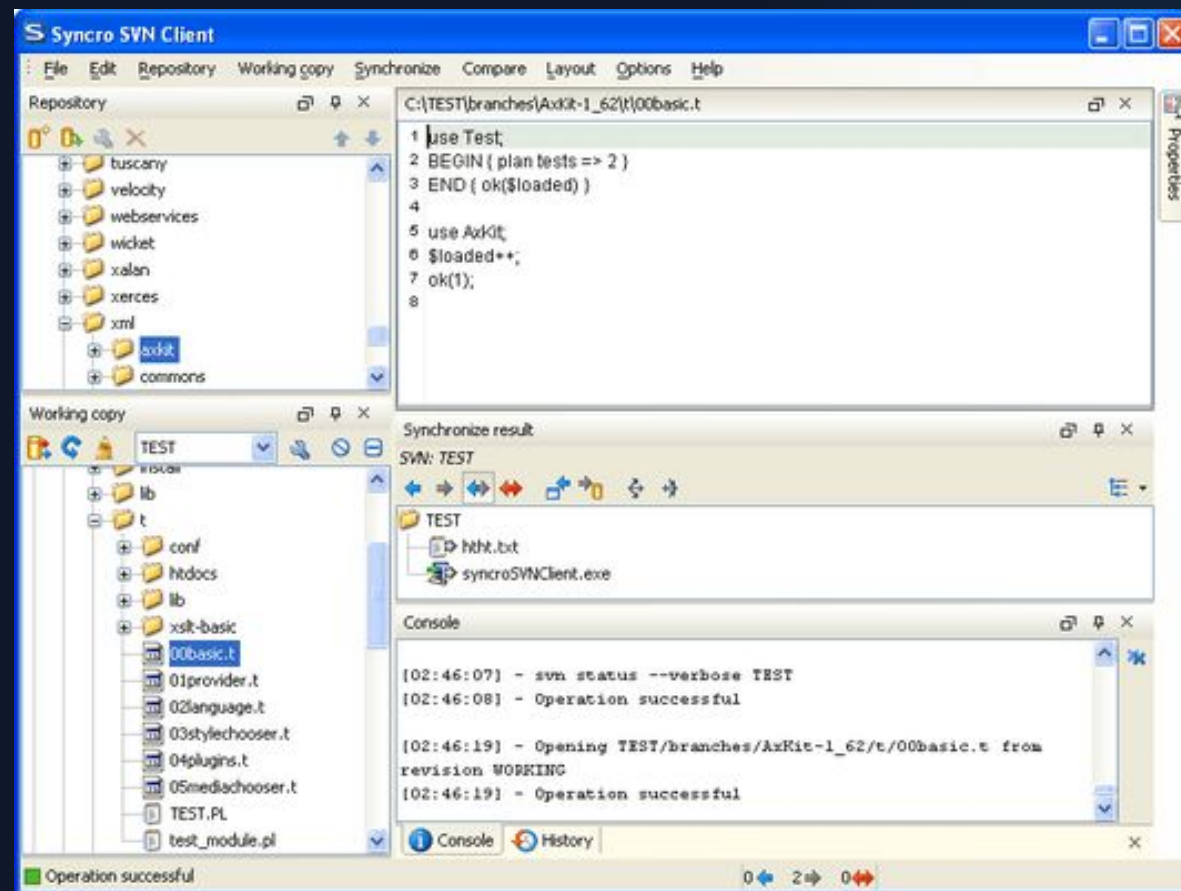 Syncro SVN Client
File Edit Repository Working copy Synchronize Compare Layout Options Help
Repository
tuscany
velocity
webservices
wicket
xalan
xerces
xml
axkit
commons
Working copy
TEST
install
lib
t
conf
htdocs
lib
xslt-basic
00basic.t
01provider.t
02language.t
03stylechooser.t
04plugins.t
05mediachooser.t
TEST.PL
test_module.pl
C:\TEST\branches\AxKit-1_62\t\00basic.t
1 use Test;
2 BEGIN { plan tests => 2 }
3 END { ok($loaded) }
4
5 use AxKit;
6 $loaded++;
7 ok(1);
8
Properties
Synchronize result
SVN: TEST
TEST
htht.txt
syncroSVNClient.exe
Console
[02:46:07] - svn status --verbose TEST
[02:46:08] - Operation successful
[02:46:19] - Opening TEST/branches/AxKit-1_62/t/00basic.t from
revision WORKING
[02:46:19] - Operation successful
Console History
Operation successful
0 2 0